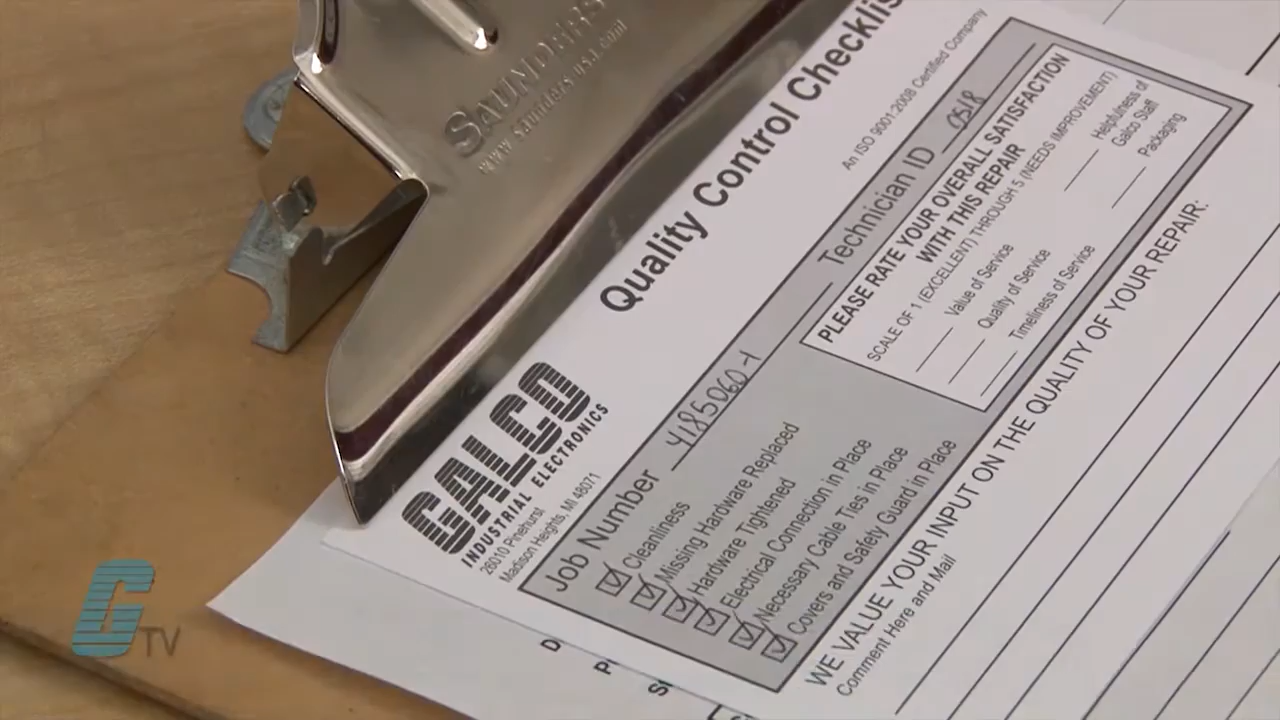 SAUNDERS
www.Saunders usa.com
Quality Control Checklis
An ISO 9001:2008 Certified Company
GALCO
INDUSTRIAL ELECTRONICS
26010 Pinehurst
Madison Heights, MI 48071
Job Number 4185060-1 Technician ID 0518
Cleanliness
Missing Hardware Replaced
Hardware Tightened
Electrical Connection in Place
Necessary Cable Ties in Place
Covers and Safety Guard in Place
PLEASE RATE YOUR OVERALL SATISFACTION
WITH THIS REPAIR
SCALE OF 1 (EXCELLENT) THROUGH 5 (NEEDS IMPROVEMENT)
Value of Service
Quality of Service
Timeliness of Service
Helpfulness of
Galco Staff
Packaging
WE VALUE YOUR INPUT ON THE QUALITY OF YOUR REPAIR:
Comment Here and Mail
G TV